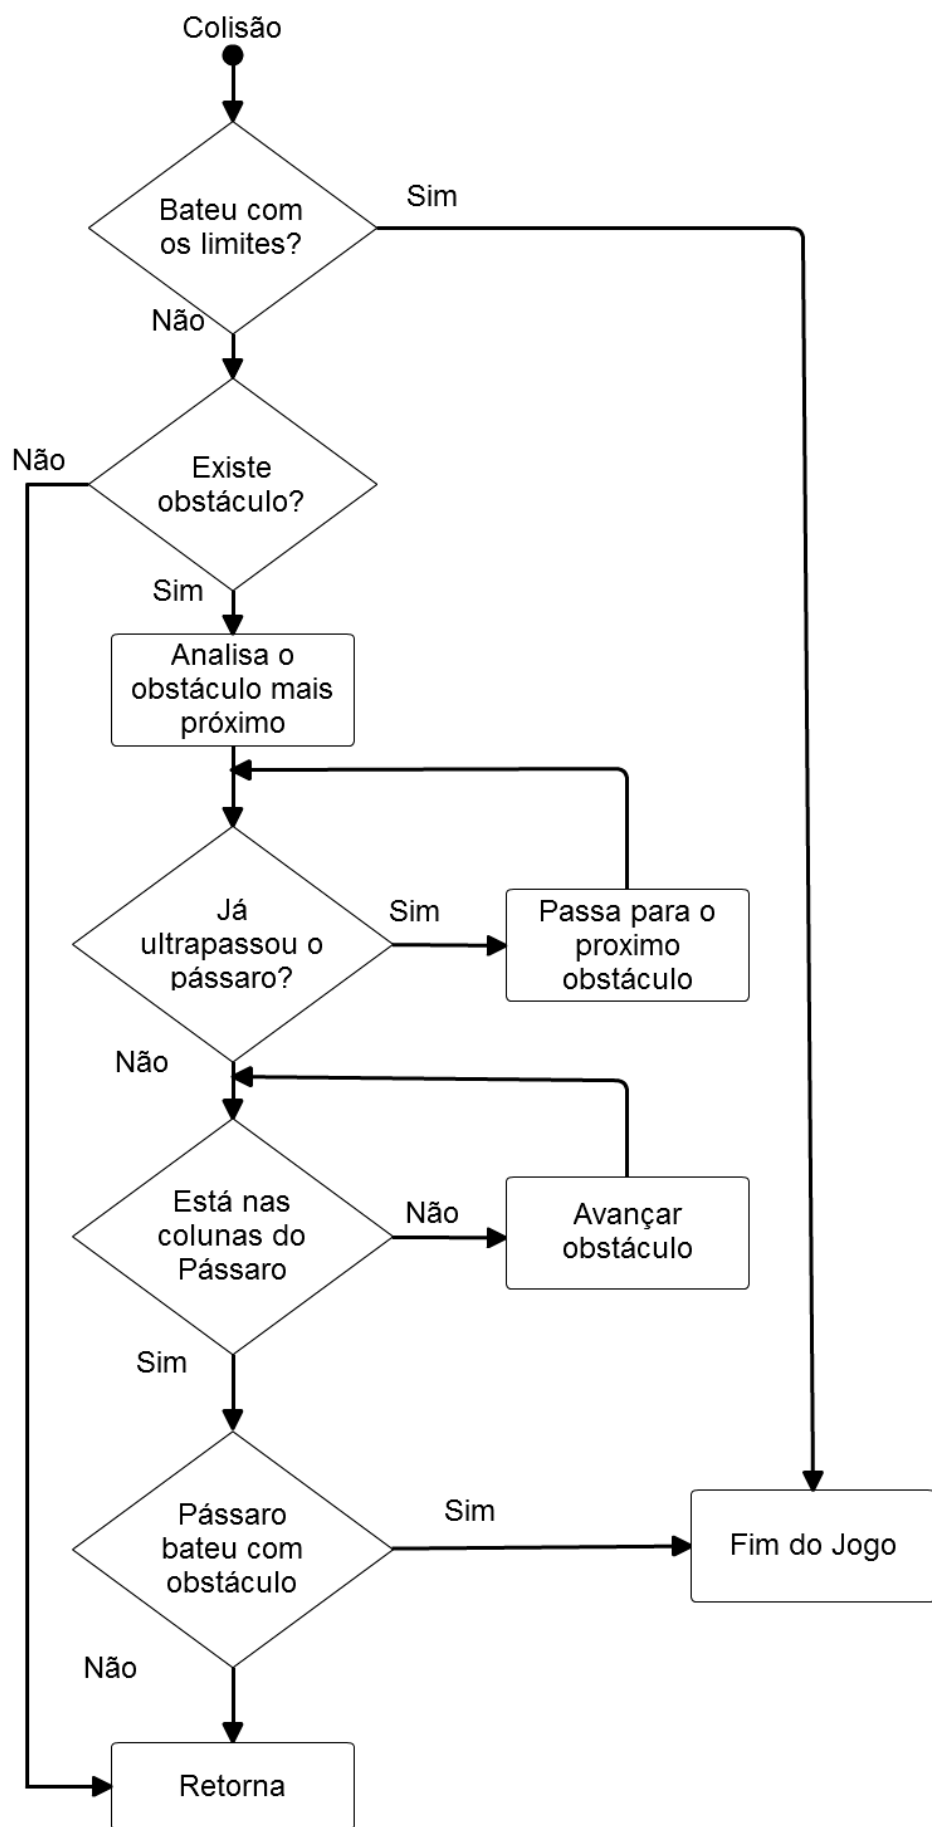 Colisão
Bateu com
os limites?
Sim
Não
Existe
obstáculo?
Não
Sim
Analisa o
obstáculo mais
próximo
Já
ultrapassou o
pássaro?
Sim
Passa para o
proximo
obstáculo
Não
Está nas
colunas do
Pássaro
Não
Avançar
obstáculo
Sim
Pássaro
bateu com
obstáculo
Sim
Fim do Jogo
Não
Retorna